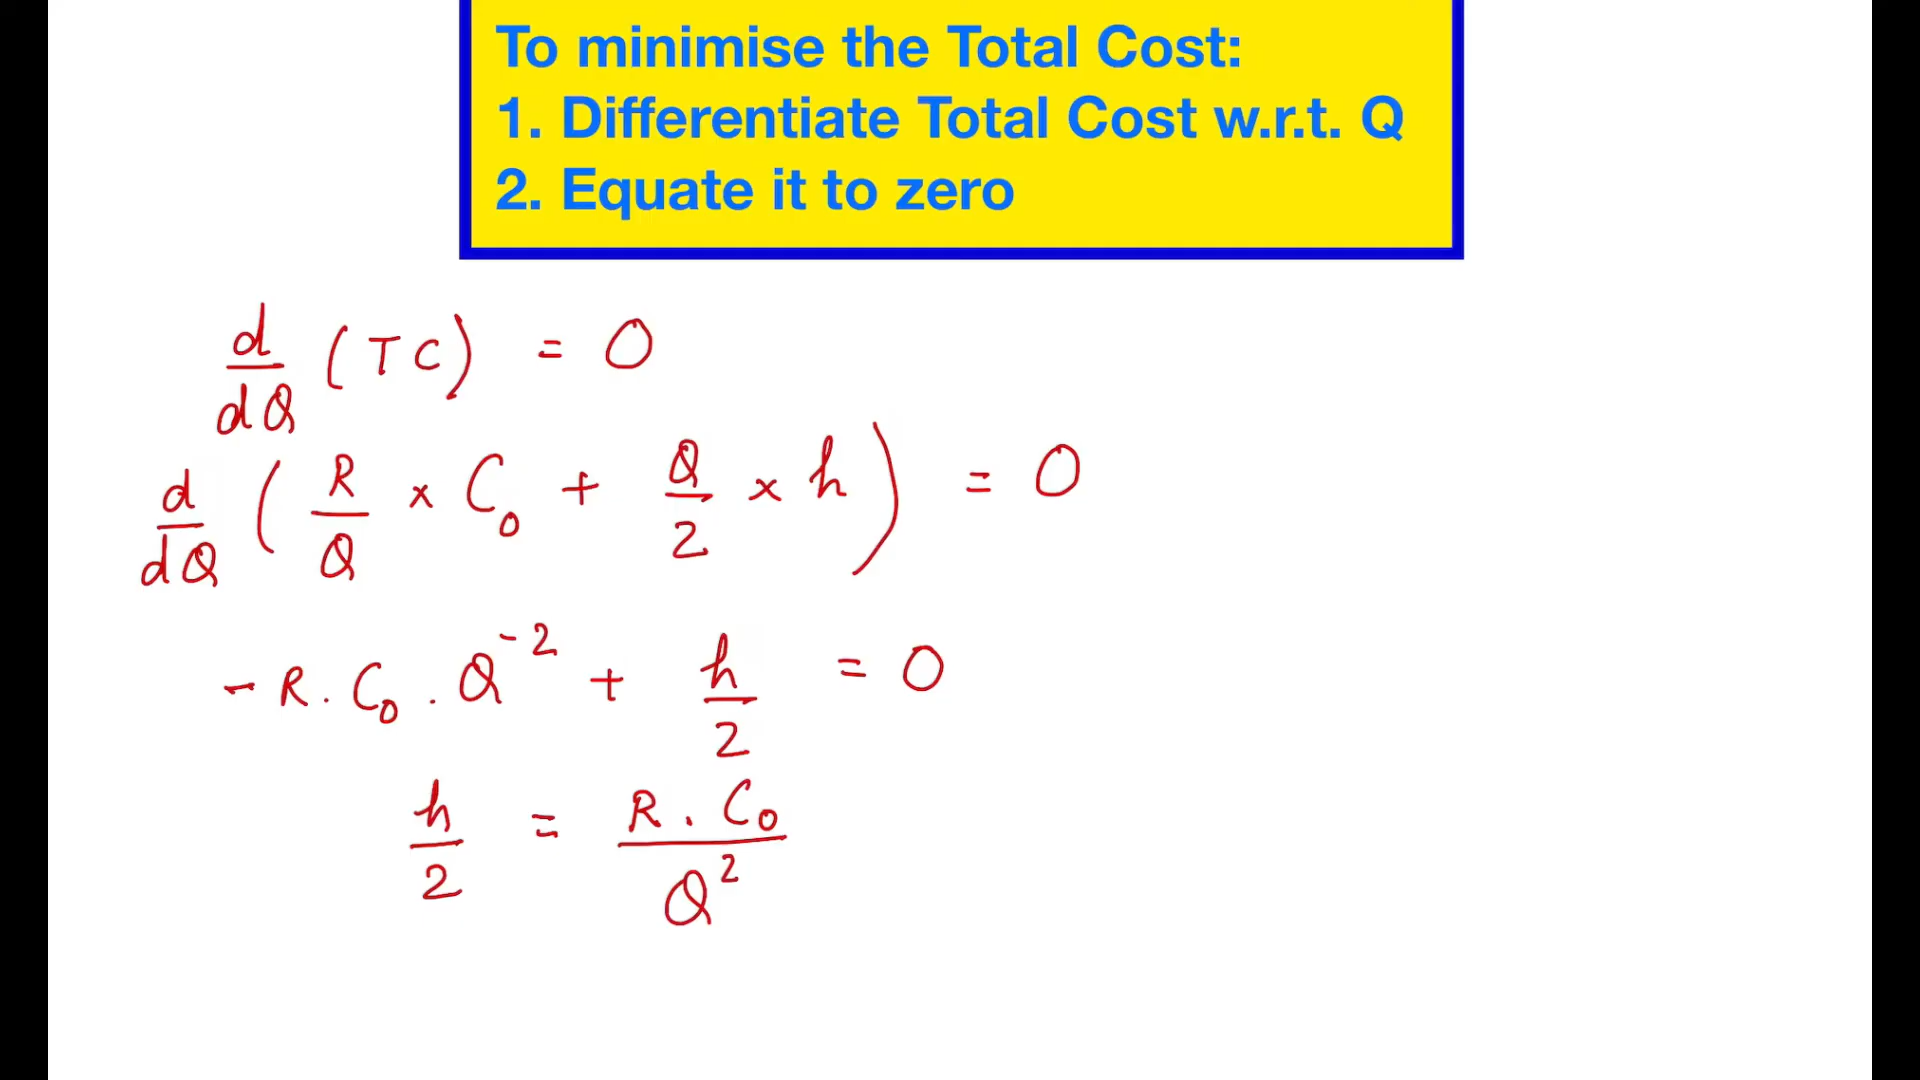 To minimise the Total Cost:
1. Differentiate Total Cost w.r.t. Q
2. Equate it to zero
d/dQ (TC) = 0
d/dQ (R/Q × C₀ + Q/2 × h) = 0
- R . C₀ . Q⁻² + h/2 = 0
h/2 = R . C₀/Q²